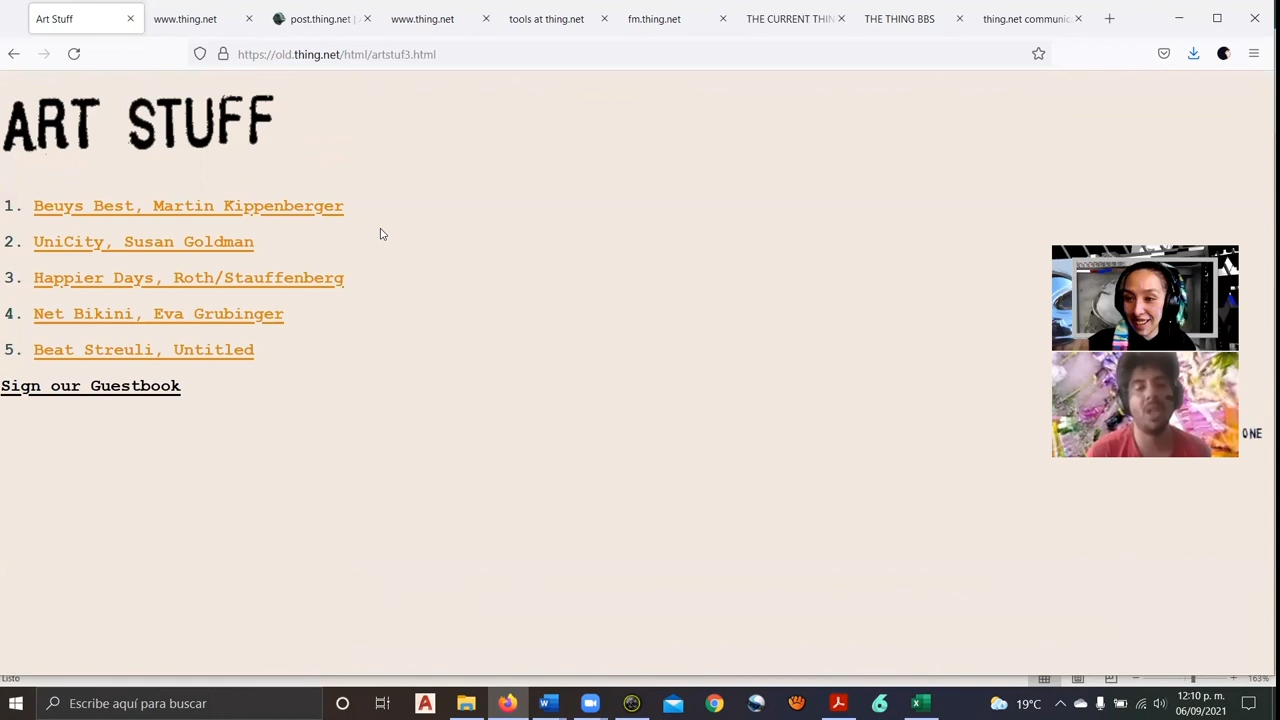 Art Stuff
www.thing.net
post.thing.net |
www.thing.net
tools at thing.net
fm.thing.net
THE CURRENT THIN
THE THING BBS
thing.net communic
https://old.thing.net/html/artstuf3.html
ART STUFF
1. Beuys Best, Martin Kippenberger
2. UniCity, Susan Goldman
3. Happier Days, Roth/Stauffenberg
4. Net Bikini, Eva Grubinger
5. Beat Streuli, Untitled
Sign our Guestbook
ONE
Listo
163%
Escribe aquí para buscar
19°C
12:10 p. m.
06/09/2021